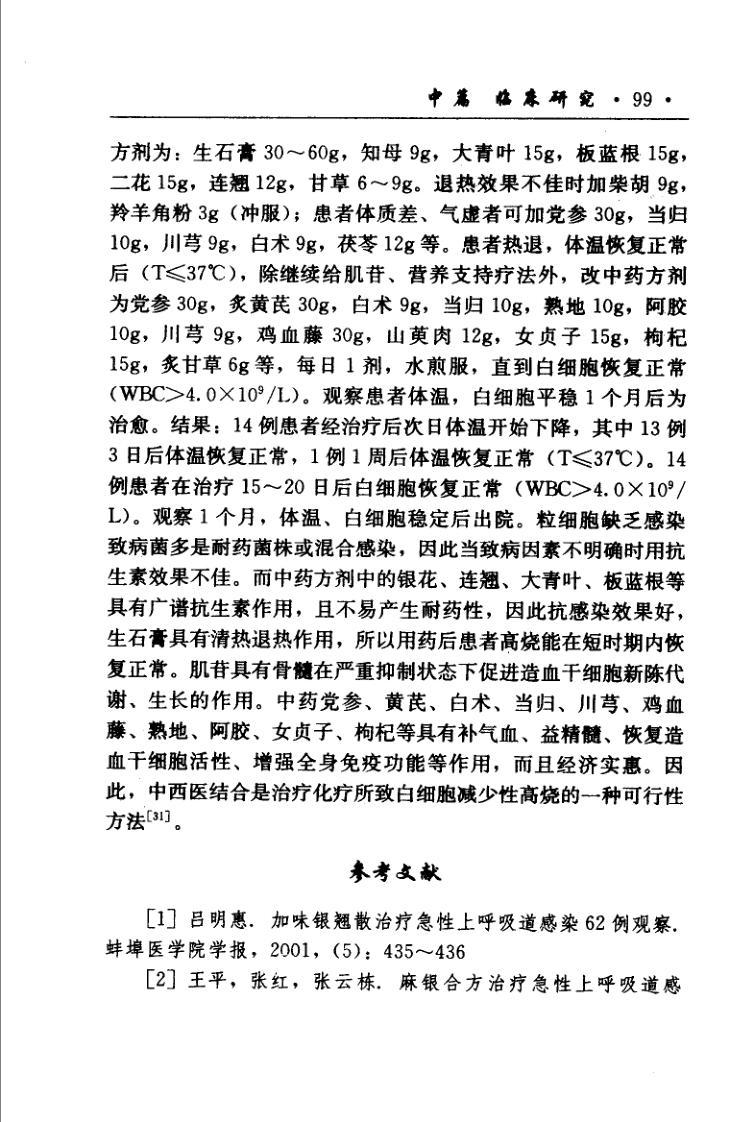 中篇 临床研究 · 99 ·
方剂为：生石膏 30～60g，知母 9g，大青叶 15g，板蓝根 15g，
二花 15g，连翘 12g，甘草 6～9g。退热效果不佳时加柴胡 9g，
羚羊角粉 3g（冲服）；患者体质差、气虚者可加党参 30g，当归
10g，川芎 9g，白术 9g，茯苓 12g 等。患者热退，体温恢复正常
后（T≤37℃），除继续给肌苷、营养支持疗法外，改中药方剂
为党参 30g，炙黄芪 30g，白术 9g，当归 10g，熟地 10g，阿胶
10g，川芎 9g，鸡血藤 30g，山萸肉 12g，女贞子 15g，枸杞
15g，炙甘草 6g 等，每日 1 剂，水煎服，直到白细胞恢复正常
（WBC>4.0×10⁹/L）。观察患者体温，白细胞平稳 1 个月后为
治愈。结果：14 例患者经治疗后次日体温开始下降，其中 13 例
3 日后体温恢复正常，1 例 1 周后体温恢复正常（T≤37℃）。14
例患者在治疗 15～20 日后白细胞恢复正常（WBC>4.0×10⁹/
L）。观察 1 个月，体温、白细胞稳定后出院。粒细胞缺乏感染
致病菌多是耐药菌株或混合感染，因此当致病因素不明确时用抗
生素效果不佳。而中药方剂中的银花、连翘、大青叶、板蓝根等
具有广谱抗生素作用，且不易产生耐药性，因此抗感染效果好，
生石膏具有清热退热作用，所以用药后患者高烧能在短时期内恢
复正常。肌苷具有骨髓在严重抑制状态下促进造血干细胞新陈代
谢、生长的作用。中药党参、黄芪、白术、当归、川芎、鸡血
藤、熟地、阿胶、女贞子、枸杞等具有补气血、益精髓、恢复造
血干细胞活性、增强全身免疫功能等作用，而且经济实惠。因
此，中西医结合是治疗化疗所致白细胞减少性高烧的一种可行性
方法[31]。
参考文献
[1] 吕明惠. 加味银翘散治疗急性上呼吸道感染 62 例观察.
蚌埠医学院学报，2001，(5)：435～436
[2] 王平，张红，张云栋. 麻银合方治疗急性上呼吸道感